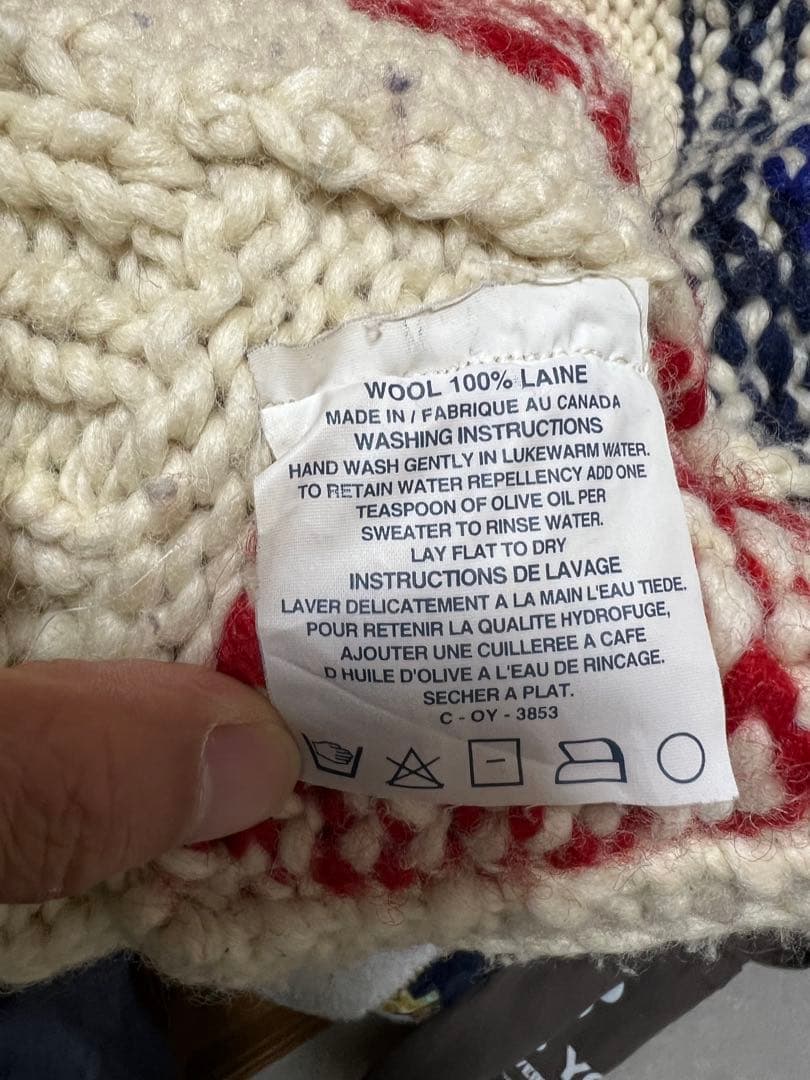 WOOL 100% LAINE
MADE IN / FABRIQUE AU CANADA
WASHING INSTRUCTIONS
HAND WASH GENTLY IN LUKEWARM WATER.
TO RETAIN WATER REPELLENCY ADD ONE
TEASPOON OF OLIVE OIL PER
SWEATER TO RINSE WATER.
LAY FLAT TO DRY
INSTRUCTIONS DE LAVAGE
LAVER DELICATEMENT A LA MAIN L'EAU TIEDE.
POUR RETENIR LA QUALITE HYDROFUGE,
AJOUTER UNE CUILLEREE A CAFE
D HUILE D'OLIVE A L'EAU DE RINCAGE.
SECHER A PLAT.
C - OY - 3853